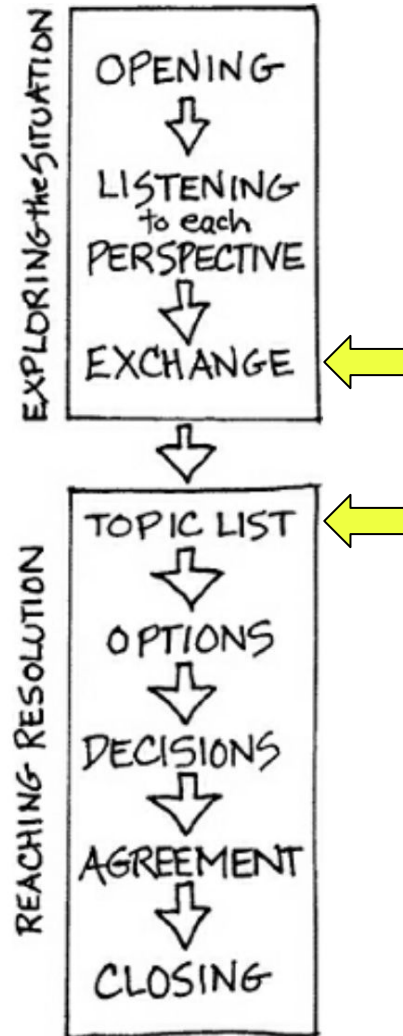 EXPLORING the SITUATION
OPENING
LISTENING
to each
PERSPECTIVE
EXCHANGE
REACHING RESOLUTION
TOPIC LIST
OPTIONS
DECISIONS
AGREEMENT
CLOSING